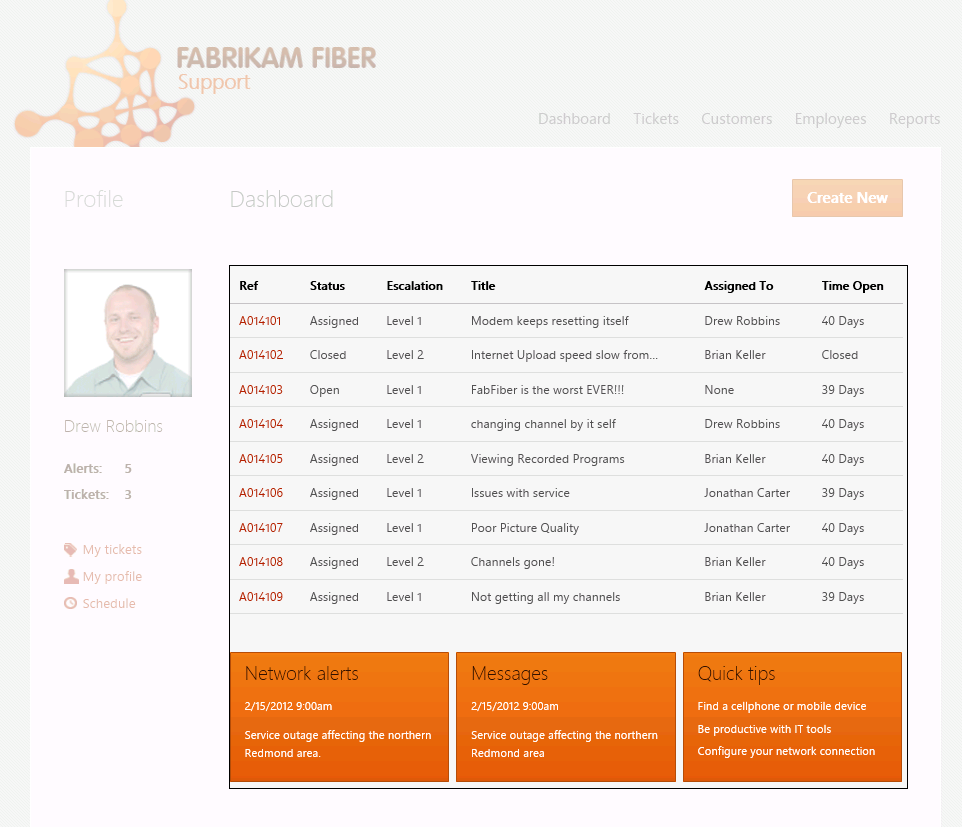 FABRIKAM FIBER
Support
Dashboard Tickets Customers Employees Reports
Profile
Dashboard
Create New
Drew Robbins
Alerts: 5
Tickets: 3
My tickets
My profile
Schedule
Ref Status Escalation Title Assigned To Time Open
A014101 Assigned Level 1 Modem keeps resetting itself Drew Robbins 40 Days
A014102 Closed Level 2 Internet Upload speed slow from... Brian Keller Closed
A014103 Open Level 1 FabFiber is the worst EVER!!! None 39 Days
A014104 Assigned Level 1 changing channel by it self Drew Robbins 40 Days
A014105 Assigned Level 2 Viewing Recorded Programs Brian Keller 40 Days
A014106 Assigned Level 1 Issues with service Jonathan Carter 39 Days
A014107 Assigned Level 1 Poor Picture Quality Jonathan Carter 40 Days
A014108 Assigned Level 2 Channels gone! Brian Keller 40 Days
A014109 Assigned Level 1 Not getting all my channels Brian Keller 39 Days
Network alerts
2/15/2012 9:00am
Service outage affecting the northern
Redmond area.
Messages
2/15/2012 9:00am
Service outage affecting the northern
Redmond area
Quick tips
Find a cellphone or mobile device
Be productive with IT tools
Configure your network connection